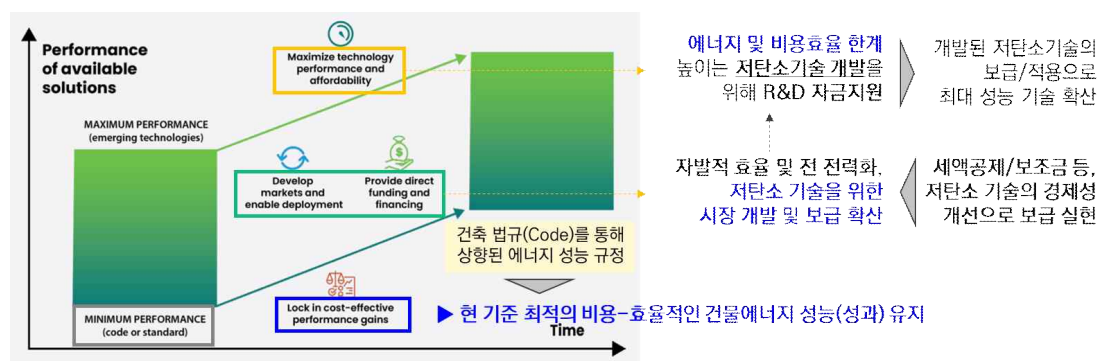 Performance
of available
solutions
Maximize technology
performance and
affordability
MAXIMUM PERFORMANCE
(emerging technologies)
Develop
markets and
enable deployment
Provide direct
funding and
financing
건축 법규(Code)를 통해
상향된 에너지 성능 규정
Lock in cost-effective
performance gains
MINIMUM PERFORMANCE
(code or standard)
▶ 현 기준 최적의 비용-효율적인 건물에너지 성능(성과) 유지
Time
에너지 및 비용효율 한계
높이는 저탄소기술 개발을
위해 R&D 자금지원
개발된 저탄소기술의
보급/적용으로
최대 성능 기술 확산
자발적 효율 및 전 전력화,
저탄소 기술을 위한
시장 개발 및 보급 확산
세액공제/보조금 등,
저탄소 기술의 경제성
개선으로 보급 실현